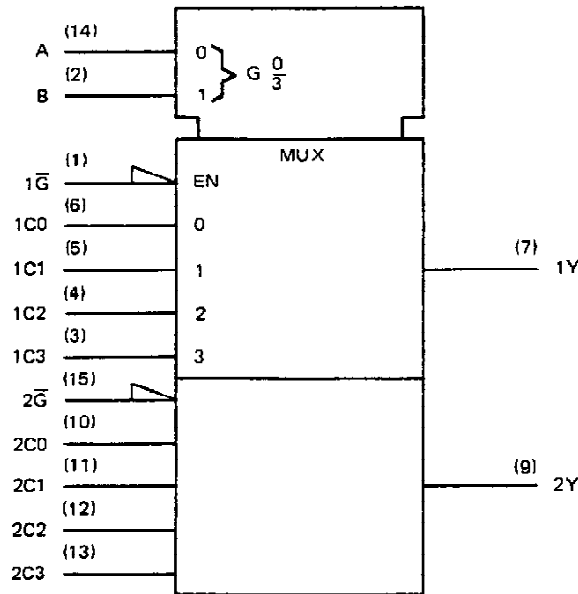 (14)
A 0
(2)
B 1
G 0/3
MUX
(1)
1G̅ EN
(6)
1C0 0
(5)
1C1 1
(7)
1Y
(4)
1C2 2
(3)
1C3 3
(15)
2G̅
(10)
2C0
(11)
2C1
(9)
2Y
(12)
2C2
(13)
2C3